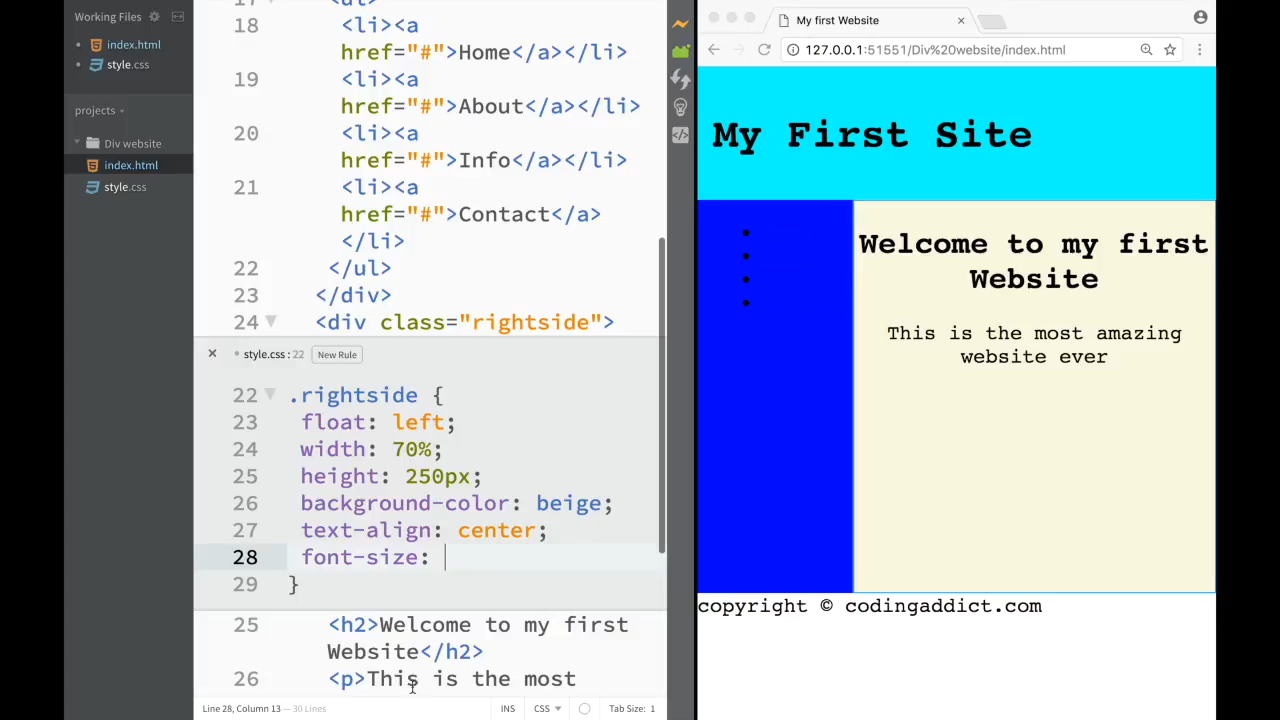 Working Files
index.html
style.css
projects
Div website
index.html
style.css
17 <ul>
18 <li><a
href="#">Home</a></li>
19 <li><a
href="#">About</a></li>
20 <li><a
href="#">Info</a></li>
21 <li><a
href="#">Contact</a>
</li>
22 </ul>
23 </div>
24 <div class="rightside">
× • style.css : 22 New Rule
22 .rightside {
23 float: left;
24 width: 70%;
25 height: 250px;
26 background-color: beige;
27 text-align: center;
28 font-size:
29 }
25 <h2>Welcome to my first
Website</h2>
26 <p>This is the most
Line 28, Column 13 — 30 Lines
INS CSS Tab Size: 1
My first Website
127.0.0.1:51551/Div%20website/index.html
My First Site
Welcome to my first
Website
This is the most amazing
website ever
copyright © codingaddict.com